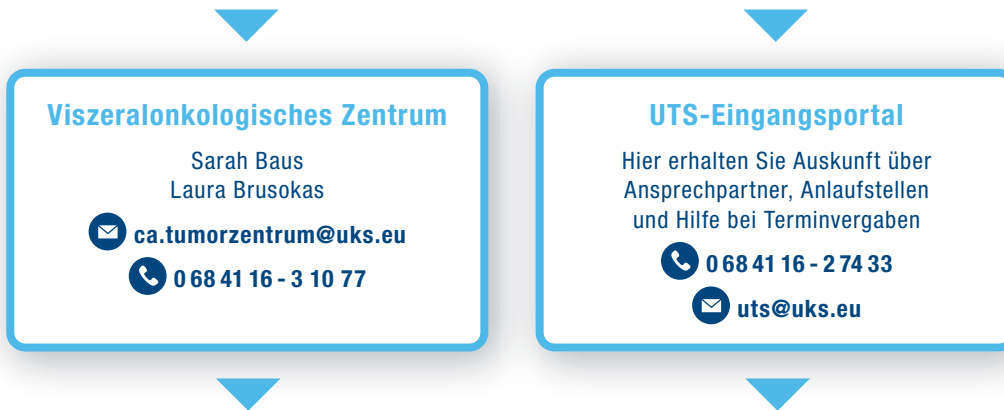 Viszeralonkologisches Zentrum
Sarah Baus
Laura Brusokas
ca.tumorzentrum@uks.eu
0 68 41 16 - 3 10 77
UTS-Eingangsportal
Hier erhalten Sie Auskunft über
Ansprechpartner, Anlaufstellen
und Hilfe bei Terminvergaben
0 68 41 16 - 2 74 33
uts@uks.eu